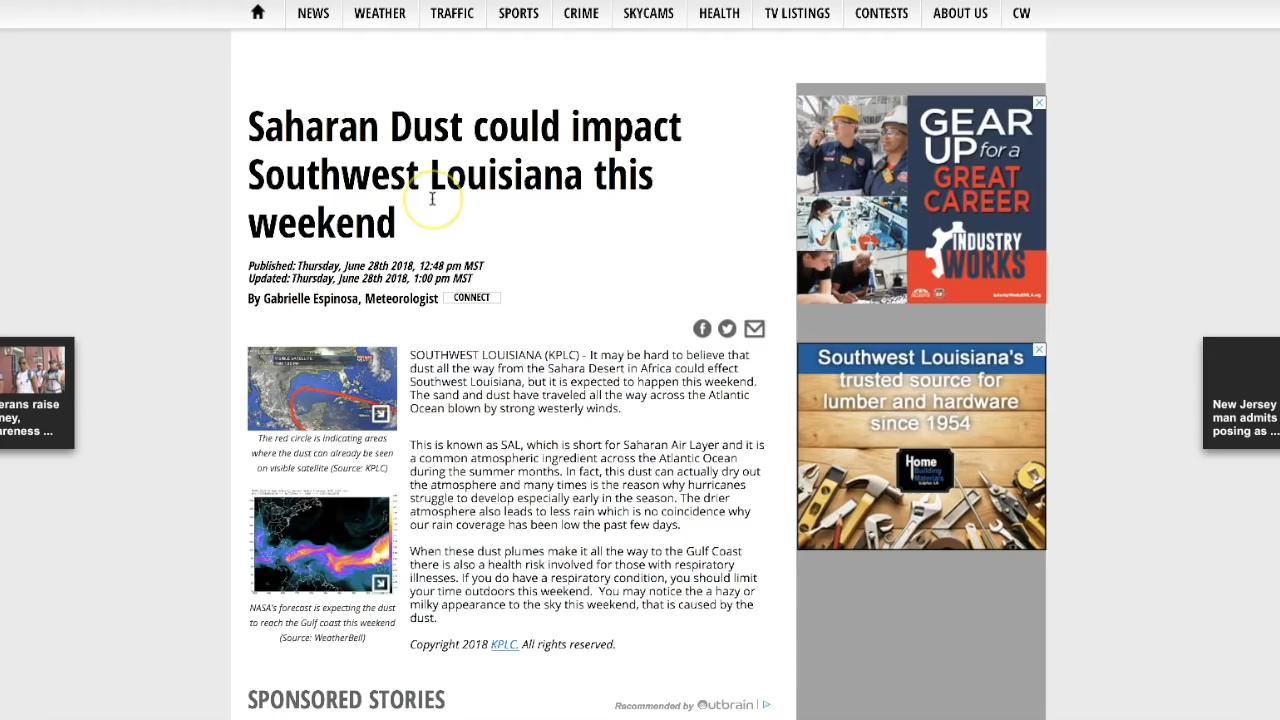 NEWS WEATHER TRAFFIC SPORTS CRIME SKYCAMS HEALTH TV LISTINGS CONTESTS ABOUT US CW
Saharan Dust could impact
Southwest Louisiana this
weekend
Published: Thursday, June 28th 2018, 12:48 pm MST
Updated: Thursday, June 28th 2018, 1:00 pm MST
By Gabrielle Espinosa, Meteorologist CONNECT
The red circle is indicating areas
where the dust can already be seen
on visible satellite (Source: KPLC)
NASA's forecast is expecting the dust
to reach the Gulf coast this weekend
(Source: WeatherBell)
SOUTHWEST LOUISIANA (KPLC) - It may be hard to believe that
dust all the way from the Sahara Desert in Africa could effect
Southwest Louisiana, but it is expected to happen this weekend.
The sand and dust have traveled all the way across the Atlantic
Ocean blown by strong westerly winds.
This is known as SAL, which is short for Saharan Air Layer and it is
a common atmospheric ingredient across the Atlantic Ocean
during the summer months. In fact, this dust can actually dry out
the atmosphere and many times is the reason why hurricanes
struggle to develop especially early in the season. The drier
atmosphere also leads to less rain which is no coincidence why
our rain coverage has been low the past few days.
When these dust plumes make it all the way to the Gulf Coast
there is also a health risk involved for those with respiratory
illnesses. If you do have a respiratory condition, you should limit
your time outdoors this weekend. You may notice the a hazy or
milky appearance to the sky this weekend, that is caused by the
dust.
Copyright 2018 KPLC. All rights reserved.
SPONSORED STORIES
Recommended by Outbrain
GEAR
UP for a
GREAT
CAREER
INDUSTRY
WORKS
Southwest Louisiana's
trusted source for
lumber and hardware
since 1954
Home
Building
Materials
erans raise
ney,
areness ...
New Jersey
man admits
posing as ...